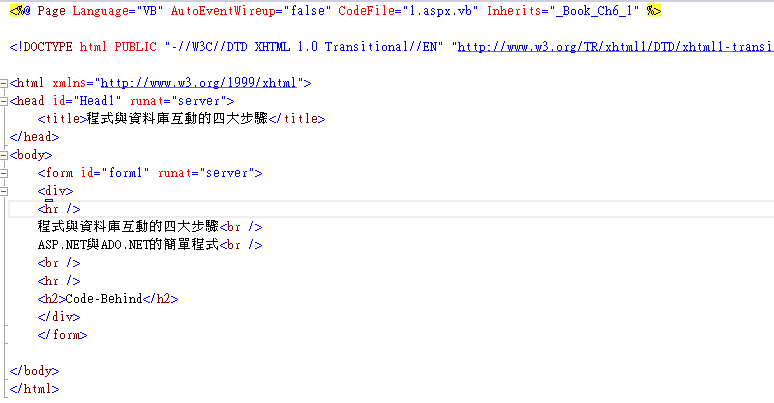 <%@ Page Language="VB" AutoEventWireup="false" CodeFile="1.aspx.vb" Inherits="_Book_Ch6_1" %>
<!DOCTYPE html PUBLIC "-//W3C//DTD XHTML 1.0 Transitional//EN" "http://www.w3.org/TR/xhtml1/DTD/xhtml1-transi
<html xmlns="http://www.w3.org/1999/xhtml">
<head id="Head1" runat="server">
<title>程式與資料庫互動的四大步驟</title>
</head>
<body>
<form id="form1" runat="server">
<div>
<hr />
程式與資料庫互動的四大步驟<br />
ASP.NET與ADO.NET的簡單程式<br />
<br />
<hr />
<h2>Code-Behind</h2>
</div>
</form>
</body>
</html>